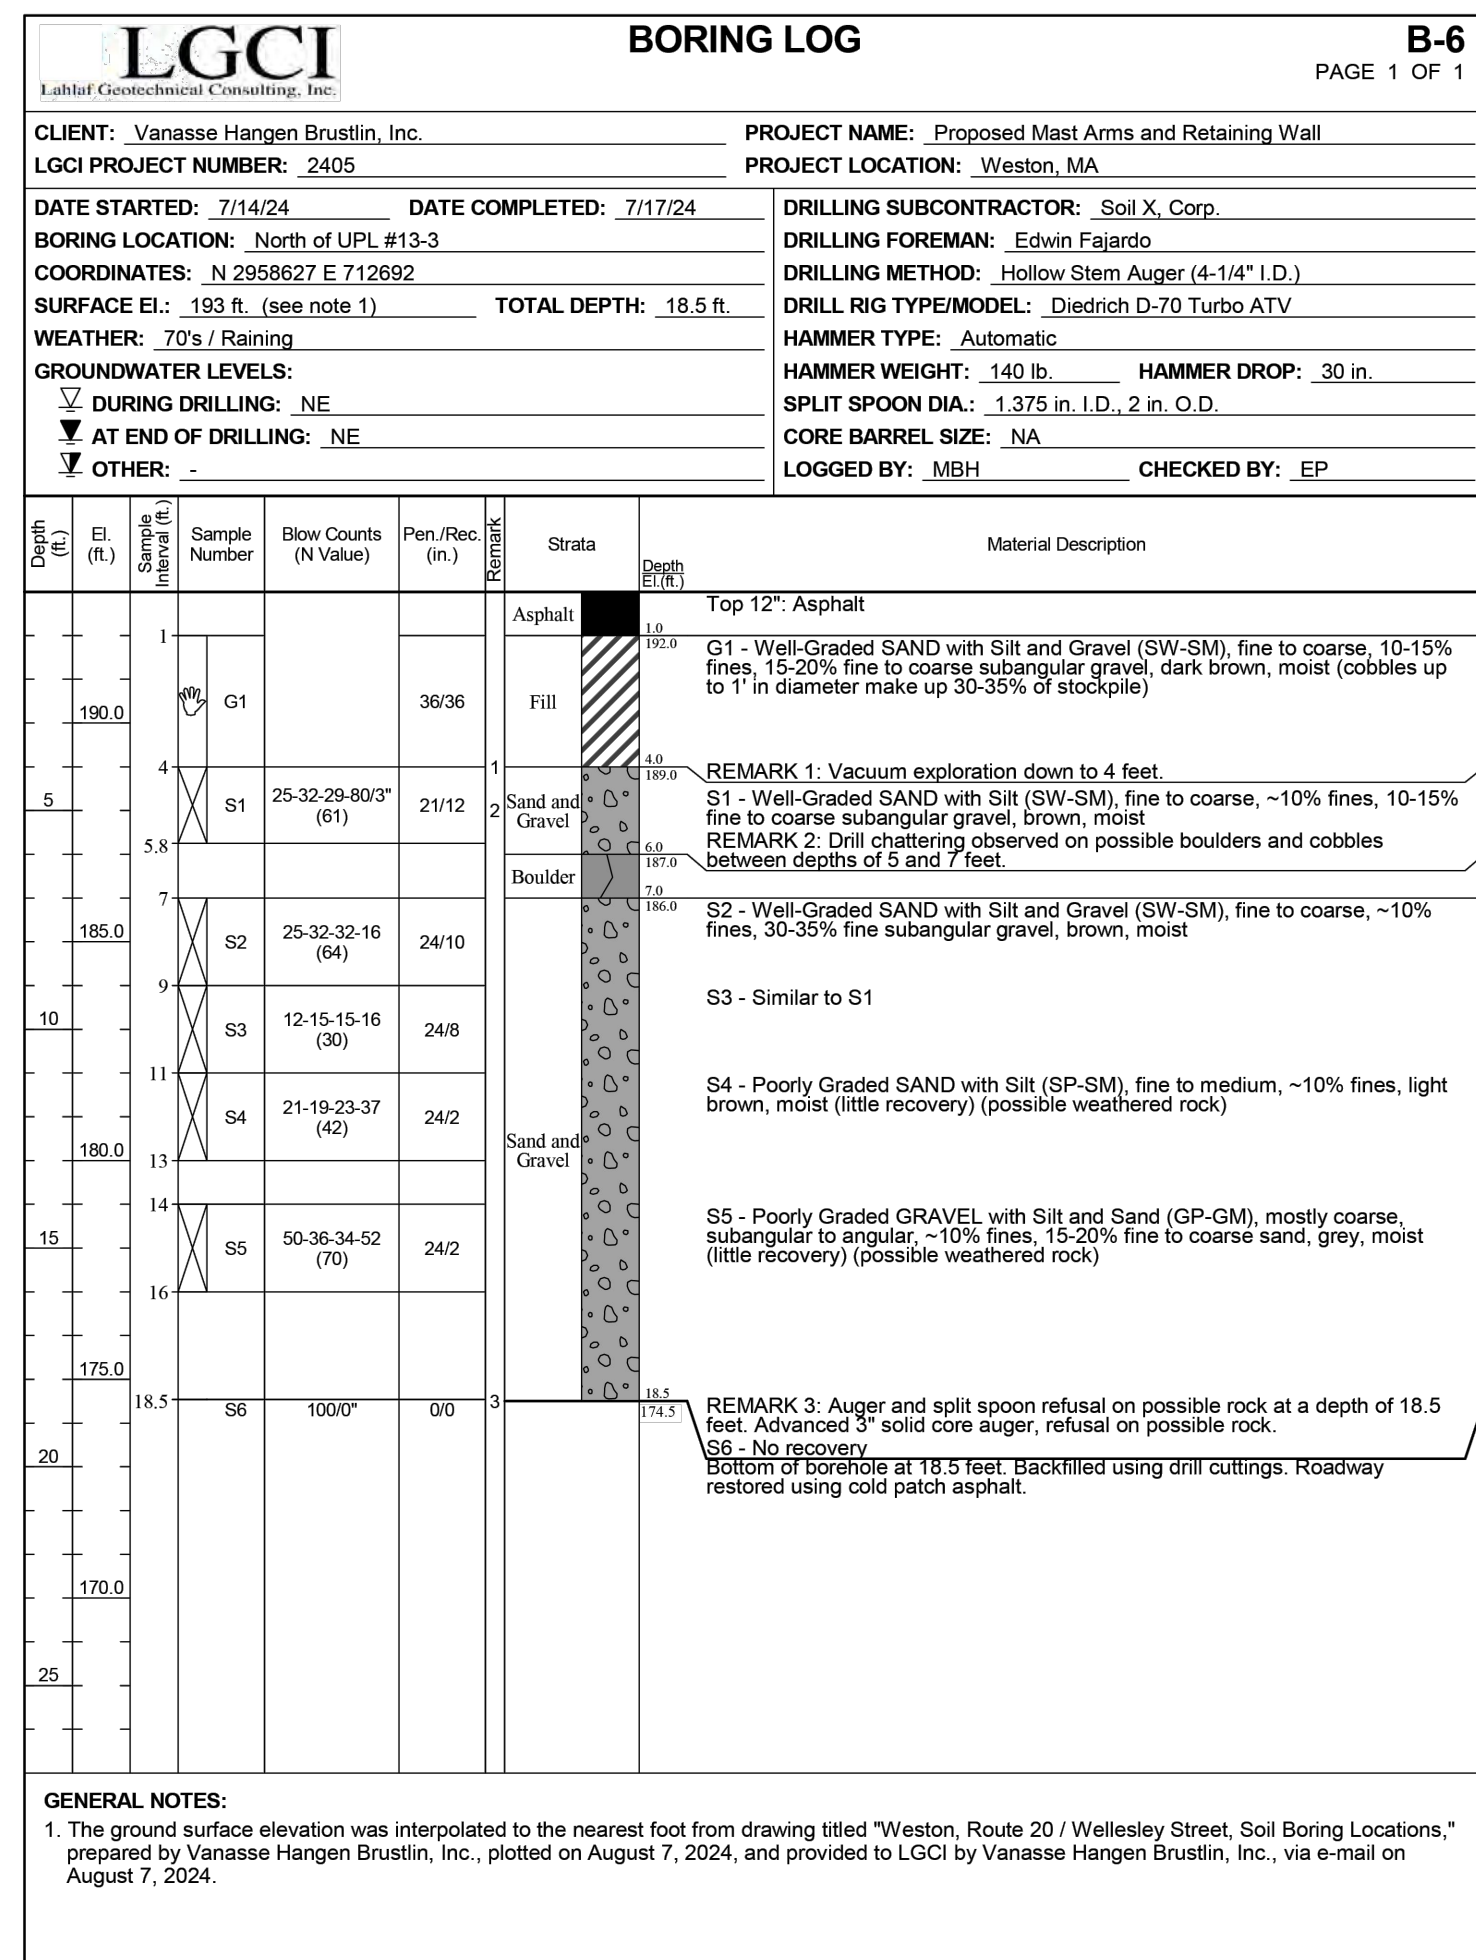 LGCI
Lahlaf Geotechnical Consulting, Inc.
BORING LOG
B-6
PAGE 1 OF 1
CLIENT: Vanasse Hangen Brustlin, Inc.
PROJECT NAME: Proposed Mast Arms and Retaining Wall
LGCI PROJECT NUMBER: 2405
PROJECT LOCATION: Weston, MA
DATE STARTED: 7/14/24 DATE COMPLETED: 7/17/24
BORING LOCATION: North of UPL #13-3
COORDINATES: N 2958627 E 712692
SURFACE El.: 193 ft. (see note 1) TOTAL DEPTH: 18.5 ft.
WEATHER: 70's / Raining
GROUNDWATER LEVELS:
DURING DRILLING: NE
AT END OF DRILLING: NE
OTHER: -
DRILLING SUBCONTRACTOR: Soil X, Corp.
DRILLING FOREMAN: Edwin Fajardo
DRILLING METHOD: Hollow Stem Auger (4-1/4" I.D.)
DRILL RIG TYPE/MODEL: Diedrich D-70 Turbo ATV
HAMMER TYPE: Automatic
HAMMER WEIGHT: 140 lb. HAMMER DROP: 30 in.
SPLIT SPOON DIA.: 1.375 in. I.D., 2 in. O.D.
CORE BARREL SIZE: NA
LOGGED BY: MBH CHECKED BY: EP
Depth
(ft.)
El.
(ft.)
Sample
Interval (ft.)
Sample
Number
Blow Counts
(N Value)
Pen./Rec.
(in.)
Remark
Strata
Depth
El.(ft.)
Material Description
Asphalt
Top 12": Asphalt
1.0
1
192.0
G1 - Well-Graded SAND with Silt and Gravel (SW-SM), fine to coarse, 10-15%
fines, 15-20% fine to coarse subangular gravel, dark brown, moist (cobbles up
to 1' in diameter make up 30-35% of stockpile)
190.0
G1
36/36
Fill
4.0
4
1
189.0
REMARK 1: Vacuum exploration down to 4 feet.
5
S1
25-32-29-80/3"
(61)
21/12
2
Sand and
Gravel
S1 - Well-Graded SAND with Silt (SW-SM), fine to coarse, ~10% fines, 10-15%
fine to coarse subangular gravel, brown, moist
REMARK 2: Drill chattering observed on possible boulders and cobbles
between depths of 5 and 7 feet.
5.8
6.0
187.0
Boulder
7.0
7
186.0
185.0
S2
25-32-32-16
(64)
24/10
S2 - Well-Graded SAND with Silt and Gravel (SW-SM), fine to coarse, ~10%
fines, 30-35% fine subangular gravel, brown, moist
9
10
S3
12-15-15-16
(30)
24/8
S3 - Similar to S1
11
S4
21-19-23-37
(42)
24/2
S4 - Poorly Graded SAND with Silt (SP-SM), fine to medium, ~10% fines, light
brown, moist (little recovery) (possible weathered rock)
180.0
13
Sand and
Gravel
14
15
S5
50-36-34-52
(70)
24/2
S5 - Poorly Graded GRAVEL with Silt and Sand (GP-GM), mostly coarse,
subangular to angular, ~10% fines, 15-20% fine to coarse sand, grey, moist
(little recovery) (possible weathered rock)
16
175.0
18.5
18.5
S6
100/0"
0/0
3
174.5
REMARK 3: Auger and split spoon refusal on possible rock at a depth of 18.5
feet. Advanced 3" solid core auger, refusal on possible rock.
S6 - No recovery
20
Bottom of borehole at 18.5 feet. Backfilled using drill cuttings. Roadway
restored using cold patch asphalt.
170.0
25
GENERAL NOTES:
1. The ground surface elevation was interpolated to the nearest foot from drawing titled "Weston, Route 20 / Wellesley Street, Soil Boring Locations,"
prepared by Vanasse Hangen Brustlin, Inc., plotted on August 7, 2024, and provided to LGCI by Vanasse Hangen Brustlin, Inc., via e-mail on
August 7, 2024.